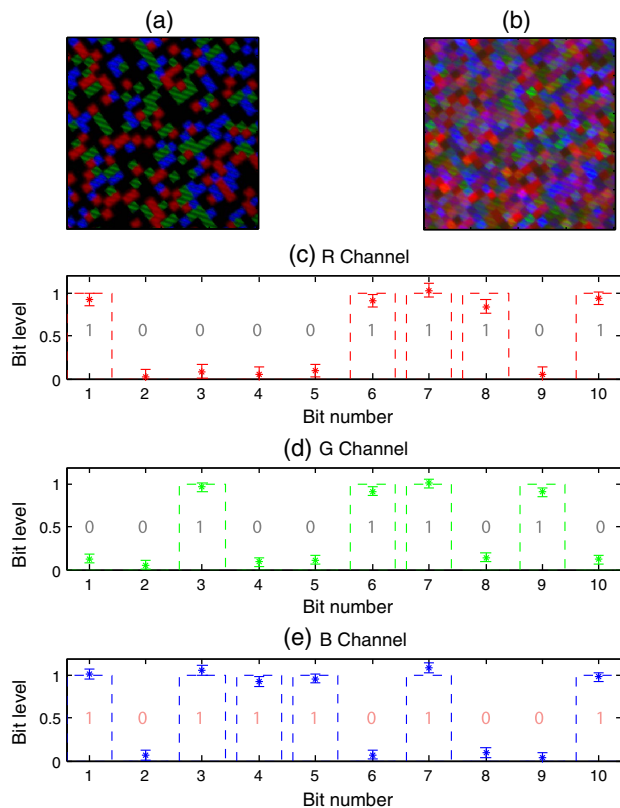 (a) (b)
(c) R Channel
Bit level
1
0.5
0
1 0 0 0 0 1 1 1 0 1
1 2 3 4 5 6 7 8 9 10
Bit number
(d) G Channel
Bit level
1
0.5
0
0 0 1 0 0 1 1 0 1 0
1 2 3 4 5 6 7 8 9 10
Bit number
(e) B Channel
Bit level
1
0.5
0
1 0 1 1 1 0 1 0 0 1
1 2 3 4 5 6 7 8 9 10
Bit number